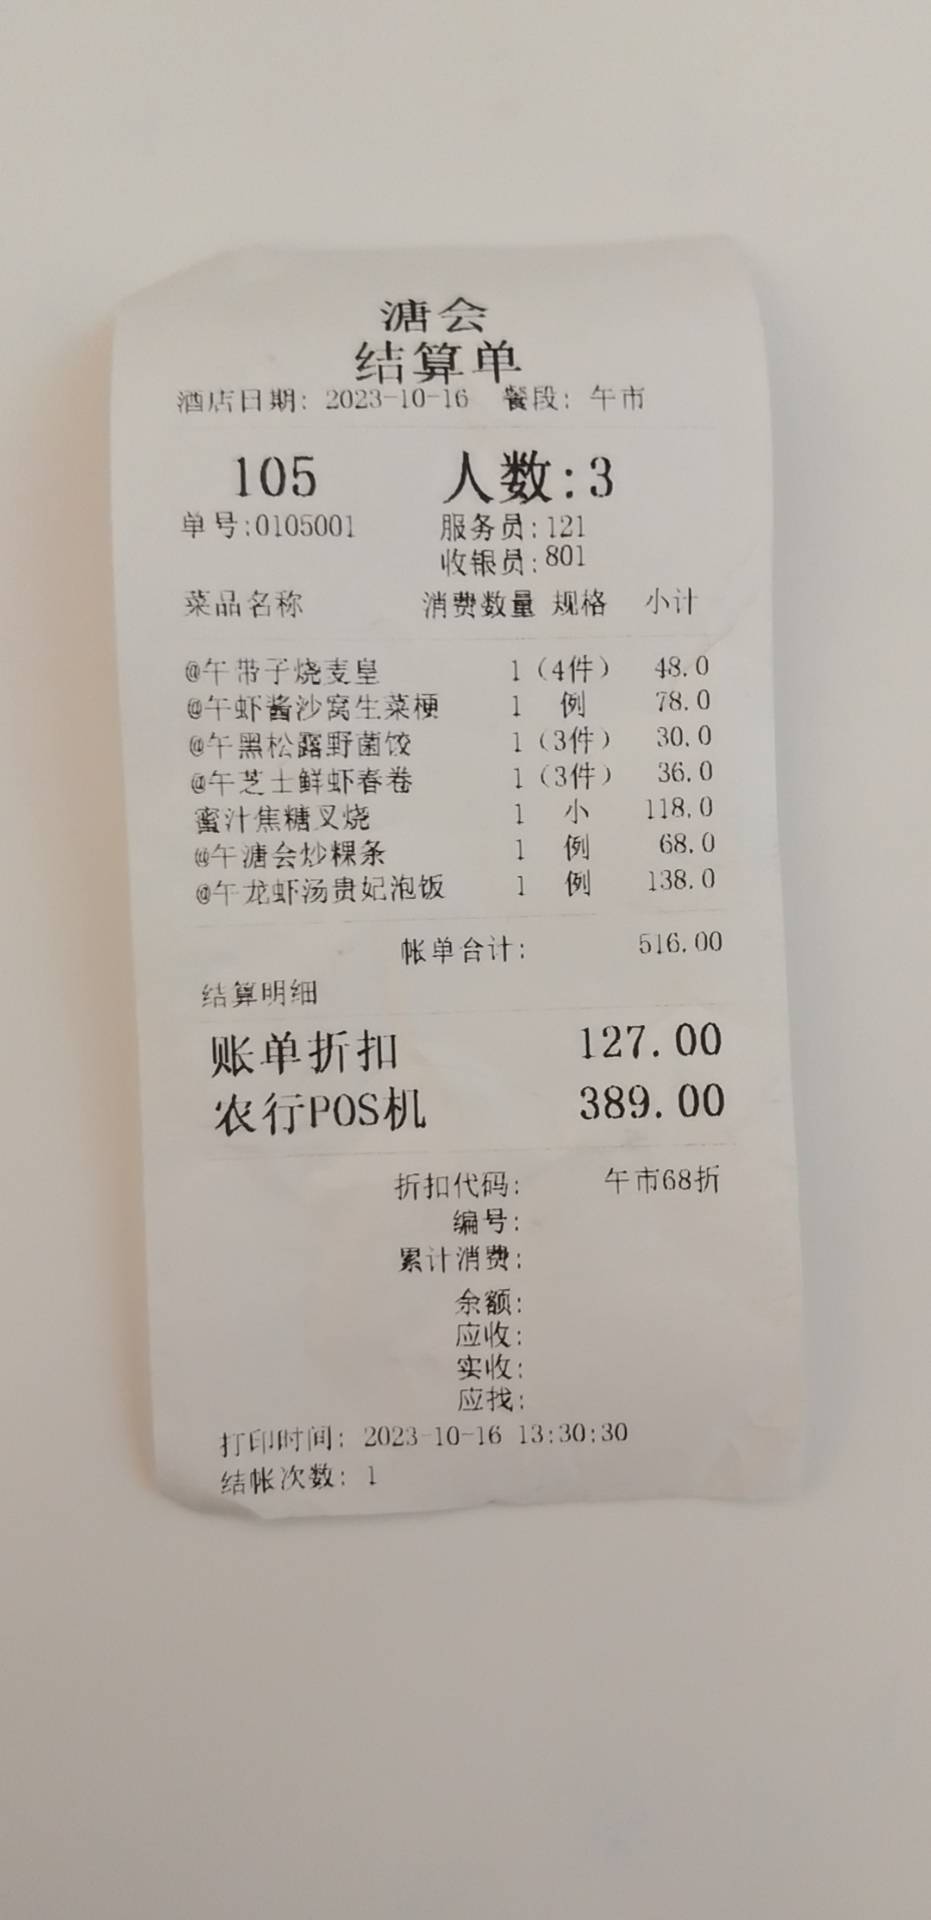 溏会
结算单
酒店日期: 2023-10-16 餐段: 午市
105 人数:3
单号:0105001 服务员:121
收银员:801
菜品名称 消费数量 规格 小计
@午带子烧麦皇 1 (4件) 48.0
@午虾酱沙窝生菜梗 1 例 78.0
@午黑松露野菌饺 1 (3件) 30.0
@午芝士鲜虾春卷 1 (3件) 36.0
蜜汁焦糖叉烧 1 小 118.0
@午溏会炒粿条 1 例 68.0
@午龙虾汤贵妃泡饭 1 例 138.0
帐单合计: 516.00
结算明细
账单折扣 127.00
农行POS机 389.00
折扣代码: 午市68折
编号:
累计消费:
余额:
应收:
实收:
应找:
打印时间: 2023-10-16 13:30:30
结帐次数: 1